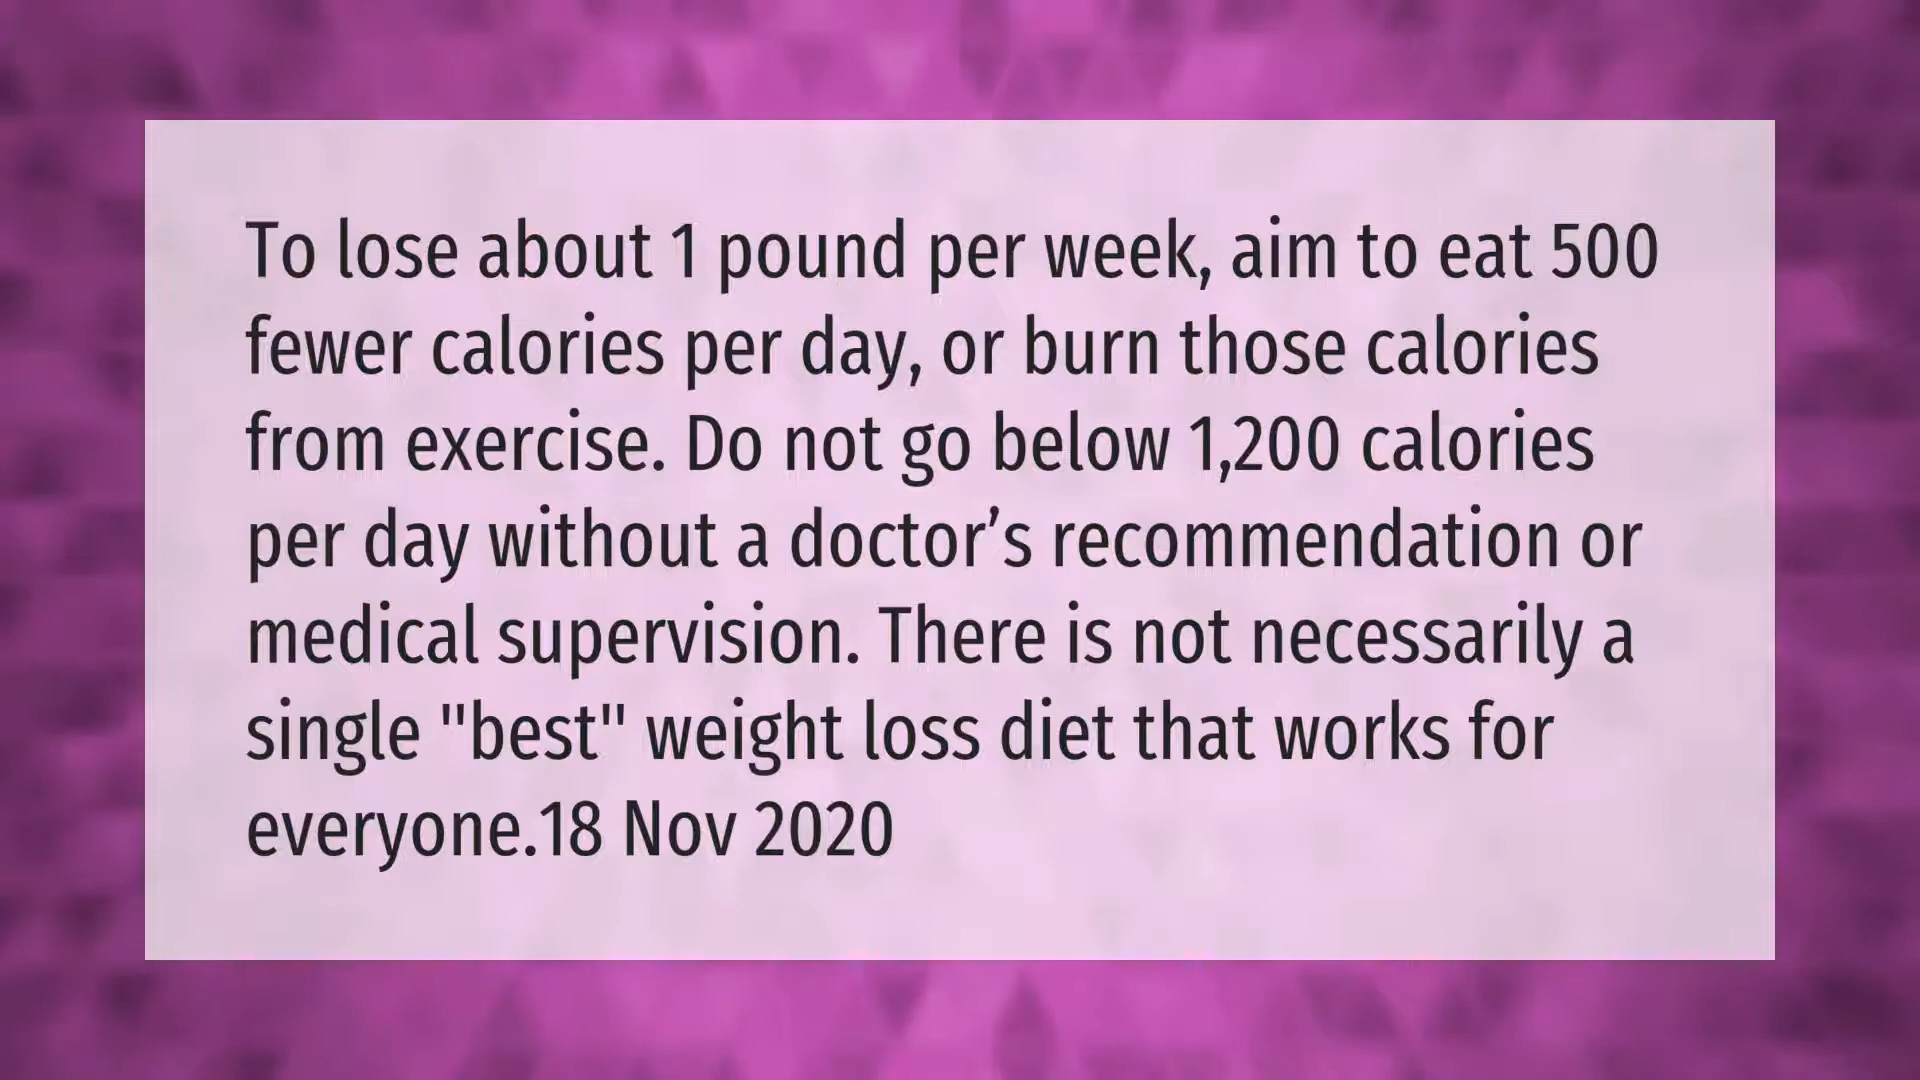 To lose about 1 pound per week, aim to eat 500
fewer calories per day, or burn those calories
from exercise. Do not go below 1,200 calories
per day without a doctor’s recommendation or
medical supervision. There is not necessarily a
single "best" weight loss diet that works for
everyone.18 Nov 2020